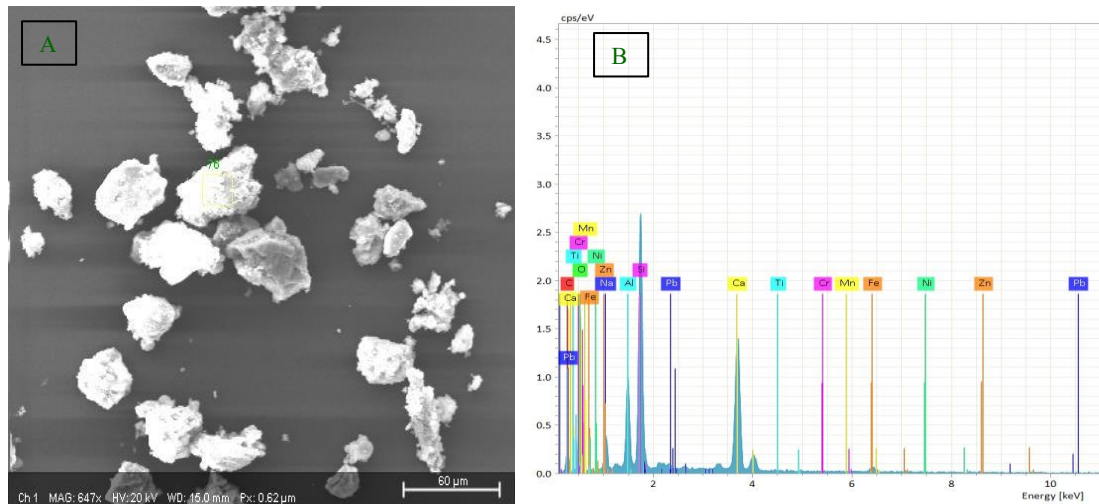 A
76
Ch 1 MAG: 647x HV: 20 kV WD: 15.0 mm Px: 0.62 µm
60 µm
cps/eV
B
4.5
4.0
3.5
3.0
2.5
2.0
1.5
1.0
0.5
0.0
Mn
Cr
Ti Ni
O Zn
C Na Al Si Pb Ca Ti Cr Mn Fe Ni Zn Pb
Ca Fe
Pb
2 4 6 8 10
Energy [keV]